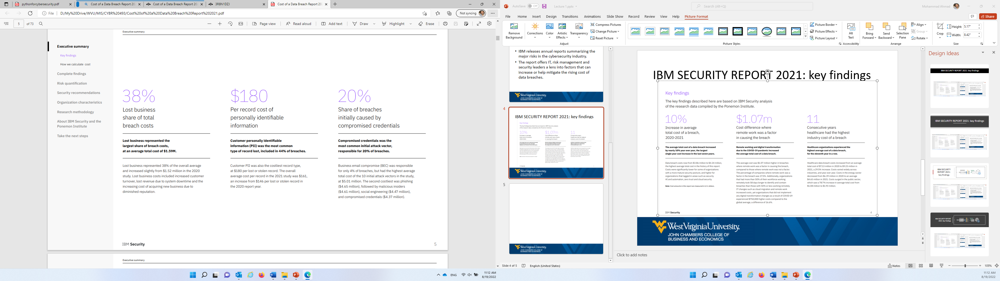 pythonforcybersecurity.pdf
Cost of a Data Breach Report 20
Cost of a Data Breach Report 202
3R8N1DZJ
Cost of a Data Breach Report 20
File
D:/My%20Drive/WVU/MIS/CYBR%20493/Cost%20of%20a%20Data%20Breach%20Report%202021.pdf
Not syncing
5 of 73
Page view
Read aloud
Add text
Draw
Highlight
Erase
Executive summary
Executive summary
Key findings
How we calculate cost
Complete findings
Risk quantification
Security recommendations
Organization characteristics
Research methodology
About IBM Security and the
Ponemon Institute
Take the next steps
38%
Lost business
share of total
breach costs
Lost business represented the
largest share of breach costs,
at an average total cost of $1.59M.
Lost business represented 38% of the overall average
and increased slightly from $1.52 million in the 2020
study. Lost business costs included increased customer
turnover, lost revenue due to system downtime and the
increasing cost of acquiring new business due to
diminished reputation.
$180
Per record cost of
personally identifiable
information
Customer personally identifiable
information (PII) was the most common
type of record lost, included in 44% of breaches.
Customer PII was also the costliest record type,
at $180 per lost or stolen record. The overall
average cost per record in the 2021 study was $161,
an increase from $146 per lost or stolen record in
the 2020 report year.
20%
Share of breaches
initially caused by
compromised credentials
Compromised credentials was the
most common initial attack vector,
responsible for 20% of breaches.
Business email compromise (BEC) was responsible
for only 4% of breaches, but had the highest average
total cost of the 10 initial attack vectors in the study,
at $5.01 million. The second costliest was phishing
($4.65 million), followed by malicious insiders
($4.61 million), social engineering ($4.47 million),
and compromised credentials ($4.37 million).
IBM Security
5
Executive summary
ENG
11:12 AM
8/19/2022
AutoSave Off
Lecture 1.pptx
Search (Alt+Q)
Mohammad Ahmad
File Home Insert Design Transitions Animations Slide Show Record Review View Help Picture Format
Share
Remove
Background
Corrections
Color
Artistic
Effects
Transparency
Compress Pictures
Change Picture
Reset Picture
Adjust
Picture Styles
Picture Border
Picture Effects
Picture Layout
Alt
Text
Accessibility
Bring
Forward
Send
Backward
Selection
Pane
Align
Group
Rotate
Arrange
Crop
Height: 5.17"
Width: 8.42"
Size
• IBM releases annual reports summarizing the
major risks in the cybersecurity industry.
• The report offers IT, risk management and
security leaders a lens into factors that can
increase or help mitigate the rising cost of
data breaches.
WestVirginiaUniversity.
JOHN CHAMBERS COLLEGE OF
BUSINESS AND ECONOMICS
4
IBM SECURITY REPORT 2021: key findings
Key findings
10%
$1.07m
11
WestVirginiaUniversity.
JOHN CHAMBERS COLLEGE OF
BUSINESS AND ECONOMICS
5
WestVirginiaUniversity.
JOHN CHAMBERS COLLEGE OF
BUSINESS AND ECONOMICS
IBM SECURITY REPORT 2021: key findings
Key findings
The key findings described here are based on IBM Security analysis
of the research data compiled by the Ponemon Institute.
10%
Increase in average
total cost of a breach,
2020-2021
The average total cost of a data breach increased
by nearly 10% year over year, the largest
single year cost increase in the last seven years.
Data breach costs rose from $3.86 million to $4.24 million,
the highest average total cost in the history of this report.
Costs were significantly lower for some of organizations
with a more mature security posture, and higher for
organizations that lagged in areas such as security
AI and automation, zero trust and cloud security.
Note: Cost amounts in this report are measured in U.S. dollars.
$1.07m
Cost difference where
remote work was a factor
in causing the breach
Remote working and digital transformation
due to the COVID-19 pandemic increased
the average total cost of a data breach.
The average cost was $1.07 million higher in breaches
where remote work was a factor in causing the breach,
compared to those where remote work was not a factor.
The percentage of companies where remote work was a
factor in the breach was 17.5%. Additionally, organizations
that had more than 50% of their workforce working
remotely took 58 days longer to identify and contain
breaches than those with 50% or less working remotely.
IT changes such as cloud migration and remote work
increased costs, yet organizations that did not implement
any digital transformation changes as a result of COVID-19
experienced $750,000 higher costs compared to the
global average, a difference of 16.6%.
11
Consecutive years
healthcare had the highest
industry cost of a breach
Healthcare organizations experienced the
highest average cost of a data breach,
for the eleventh year in a row.
Healthcare data breach costs increased from an average
total cost of $7.13 million in 2020 to $9.23 million in
2021, a 29.5% increase. Costs varied widely across
industries, and year over year. Costs in the energy sector
decreased from $6.39 million in 2020 to an average
$4.65 million in 2021. Costs surged in the public sector,
which saw a 78.7% increase in average total cost from
$1.08 million to $1.93 million.
IBM Security
4
WestVirginiaUniversity.
JOHN CHAMBERS COLLEGE OF
BUSINESS AND ECONOMICS
Click to add notes
Design Ideas
IBM SECURITY REPORT 2021: key findings
IBM SECURITY REPORT 2021: key findings
IBM SECURITY
REPORT 2021:
key findings
IBM SECURITY REPORT
2021: key findings
Slide 4 of 5
English (United States)
Notes
105%
11:12 AM
8/19/2022